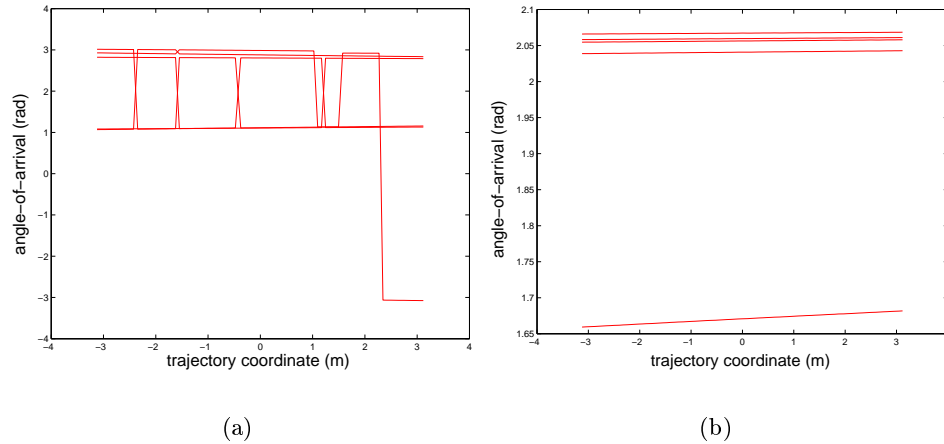 4
3
2
1
0
−1
−2
−3
−4
angle−of−arrival (rad)
−4 −3 −2 −1 0 1 2 3 4
trajectory coordinate (m)
(a)
2.1
2.05
2
1.95
1.9
1.85
1.8
1.75
1.7
1.65
angle−of−arrival (rad)
−4 −3 −2 −1 0 1 2 3 4
trajectory coordinate (m)
(b)